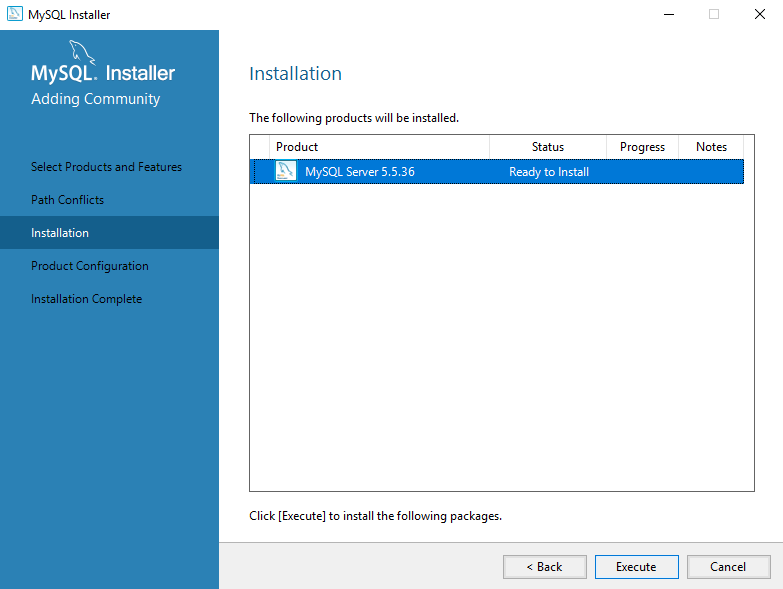 MySQL Installer
MySQL. Installer
Adding Community
Select Products and Features
Path Conflicts
Installation
Product Configuration
Installation Complete
Installation
The following products will be installed.
Product Status Progress Notes
MySQL Server 5.5.36 Ready to Install
Click [Execute] to install the following packages.
< Back Execute Cancel